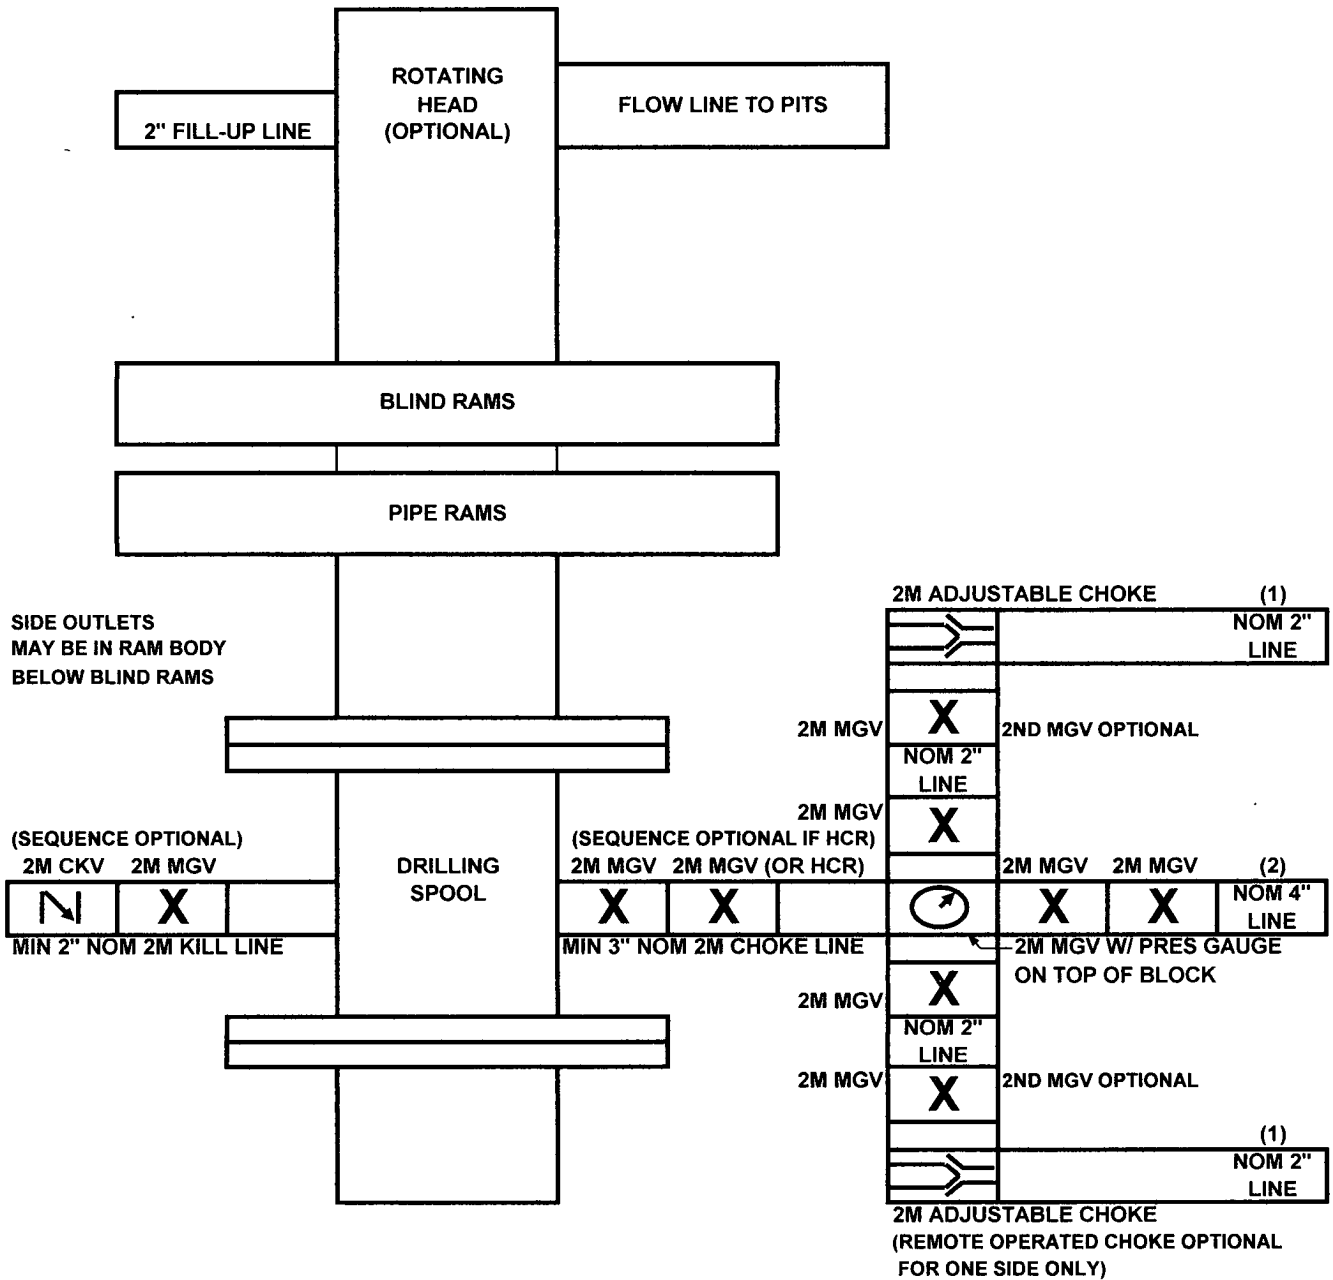 ROTATING
HEAD
(OPTIONAL)
2" FILL-UP LINE
FLOW LINE TO PITS
BLIND RAMS
PIPE RAMS
SIDE OUTLETS
MAY BE IN RAM BODY
BELOW BLIND RAMS
2M ADJUSTABLE CHOKE (1)
NOM 2"
LINE
2M MGV
2ND MGV OPTIONAL
NOM 2"
LINE
2M MGV
(SEQUENCE OPTIONAL)
2M CKV 2M MGV
MIN 2" NOM 2M KILL LINE
DRILLING
SPOOL
(SEQUENCE OPTIONAL IF HCR)
2M MGV 2M MGV (OR HCR)
MIN 3" NOM 2M CHOKE LINE
2M MGV 2M MGV (2)
NOM 4"
LINE
2M MGV W/ PRES GAUGE
ON TOP OF BLOCK
2M MGV
NOM 2"
LINE
2M MGV
2ND MGV OPTIONAL
(1)
NOM 2"
LINE
2M ADJUSTABLE CHOKE
(REMOTE OPERATED CHOKE OPTIONAL
FOR ONE SIDE ONLY)